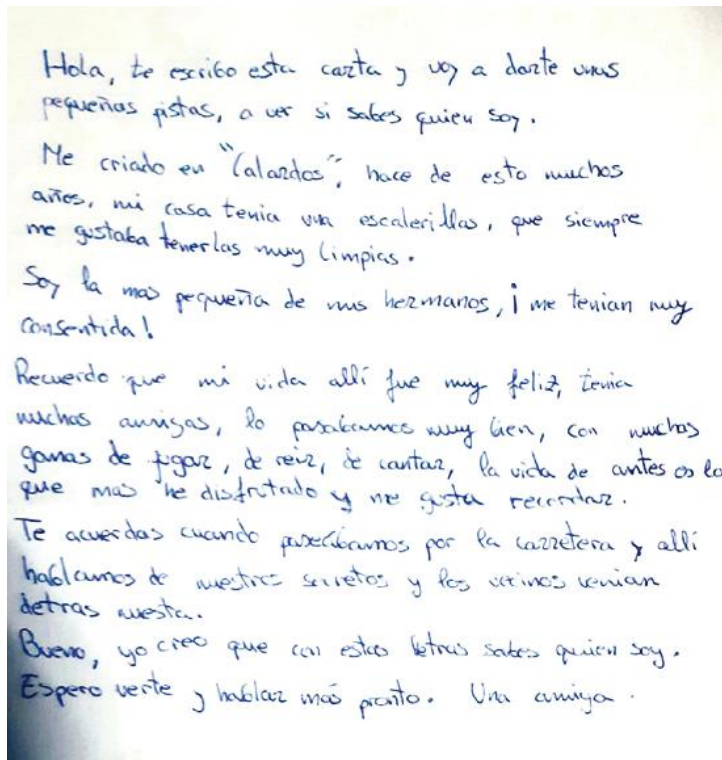 Hola, te escribo esta carta y voy a darte unas
pequeñas pistas, a ver si sabes quien soy.
Me criado en "Calardos", hace de esto muchos
años, mi casa tenia una escalerillas, que siempre
me gustaba tenerlas muy limpias.
Soy la mas pequeña de mis hermanos, ¡me tenian muy
consentida!
Recuerdo que mi vida allí fue muy feliz, tenia
muchas amigas, lo pasabamos muy bien, con muchas
ganas de jugar, de reir, de cantar, la vida de antes es lo
que mas he disfrutado y me gusta recordar.
Te acuerdas cuando paseabamos por la carretera y allí
hablamos de nuestros secretos y los vecinos venian
detras nuesta.
Bueno, yo creo que con estas letras sabes quien soy.
Espero verte y hablar más pronto. Una amiga.